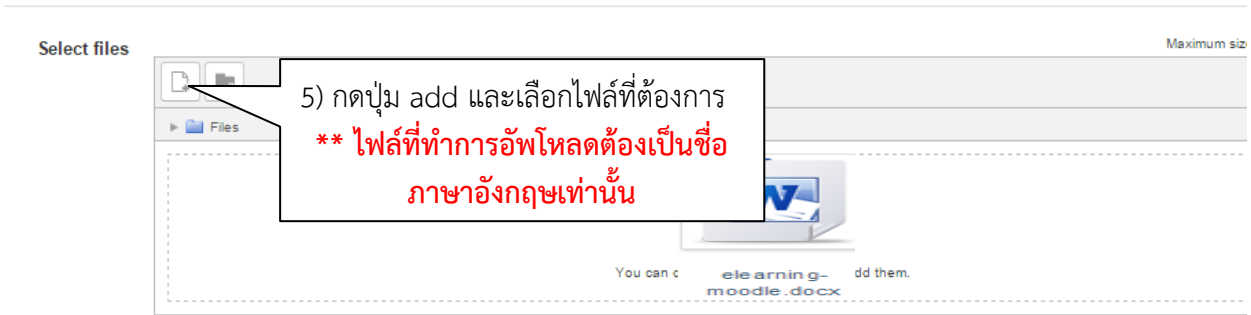 Select files
Maximum siz
5) กดปุ่ม add และเลือกไฟล์ที่ต้องการ
** ไฟล์ที่ทำการอัพโหลดต้องเป็นชื่อ
ภาษาอังกฤษเท่านั้น
Files
You can c
dd them.
elearning-
moodle.docx